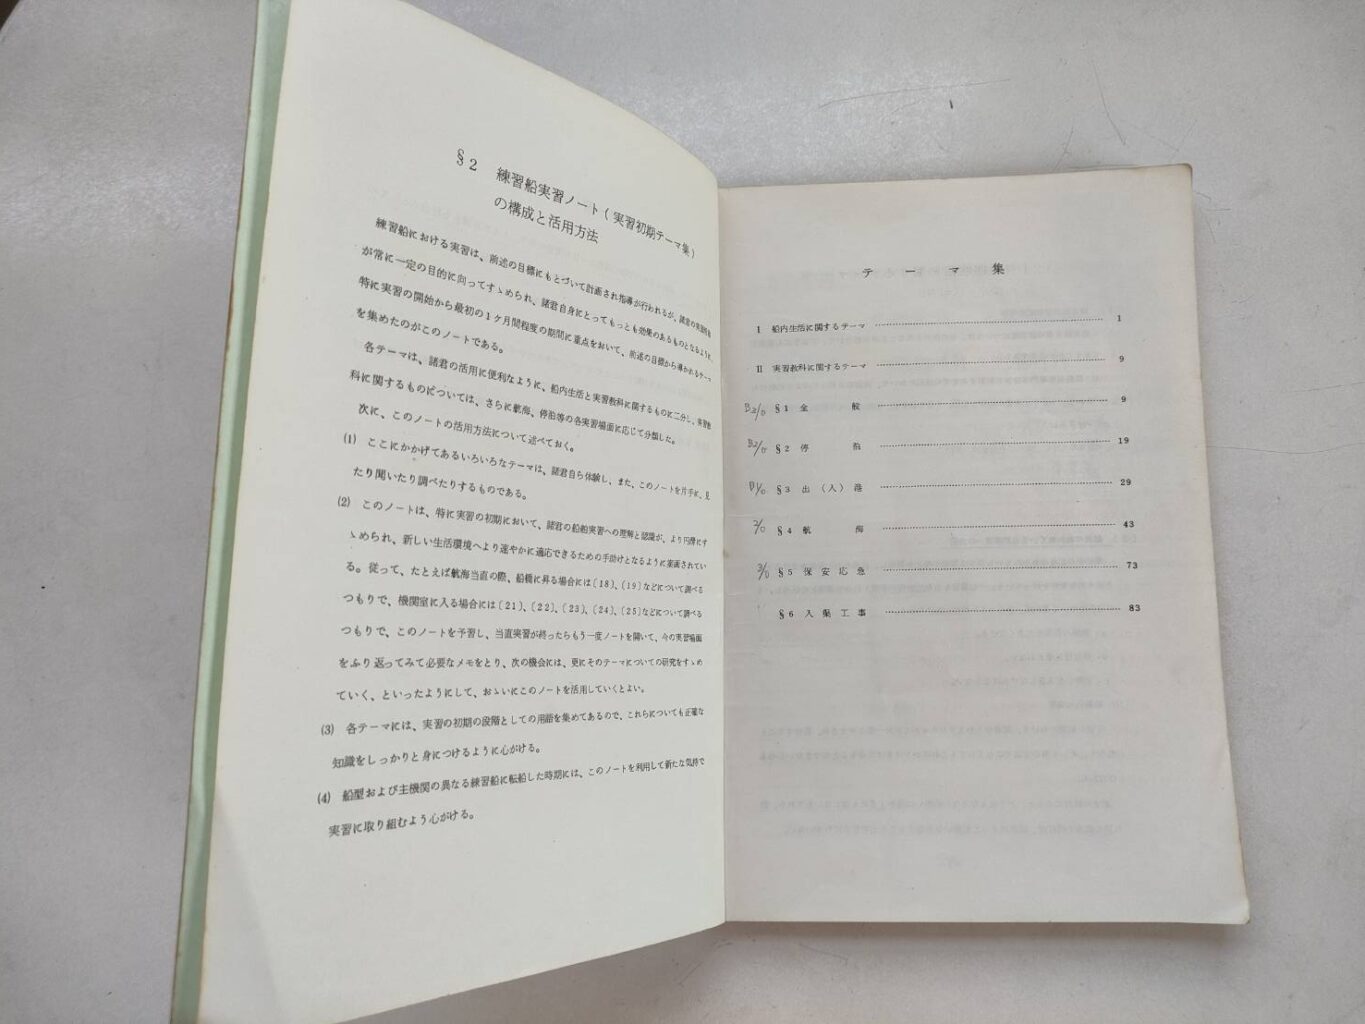 §2 練習船実習ノート(実習初期テーマ集)
の構成と活用方法
練習船における実習は、前述の目標にもとづいて計画され指導が行われるが、諸君の実習
が常に一定の目的に向ってすゝめられ、諸君自身にとってもっとも効果のあるものとなるように、
特に実習の開始から最初の1ケ月間程度の期間に重点をおいて、前述の目標から導かれるテーマ
を集めたのがこのノートである。
各テーマは、諸君の活用に便利なように、船内生活と実習教科に関するものに二分し、実習教
科に関するものについては、さらに航海、停泊等の各実習場面に応じて分類した。
次に、このノートの活用方法について述べておく。
(1) ここにかかげてあるいろいろなテーマは、諸君自ら体験し、また、このノートを片手に、見
たり聞いたり調べたりするものである。
(2) このノートは、特に実習の初期において、諸君の船舶実習への理解と認識が、より円滑にす
ゝめられ、新しい生活環境へより速やかに適応できるための手助けとなるように策画されてい
る。従って、たとえば航海当直の際、船橋に昇る場合には〔18〕、〔19〕などについて調べる
つもりで、機関室に入る場合には〔21〕、〔22〕、〔23〕、〔24〕、〔25〕などについて調べる
つもりで、このノートを予習し、当直実習が終ったらもう一度ノートを開いて、今の実習場面
をふり返ってみて必要なメモをとり、次の機会には、更にそのテーマについての研究をすゝめ
ていく、といったようにして、おゝいにこのノートを活用していくとよい。
(3) 各テーマには、実習の初期の段階としての用語を集めてあるので、これらについても正確な
知識をしっかりと身につけるように心がける。
(4) 船型および主機関の異なる練習船に転船した時期には、このノートを利用して新たな気持で
実習に取り組むよう心がける。
テーマ集
Ⅰ 船内生活に関するテーマ 1
Ⅱ 実習教科に関するテーマ 9
§1 全般 9
§2 停泊 19
§3 出(入)港 29
§4 航海 43
§5 保安応急 73
§6 入渠工事 83